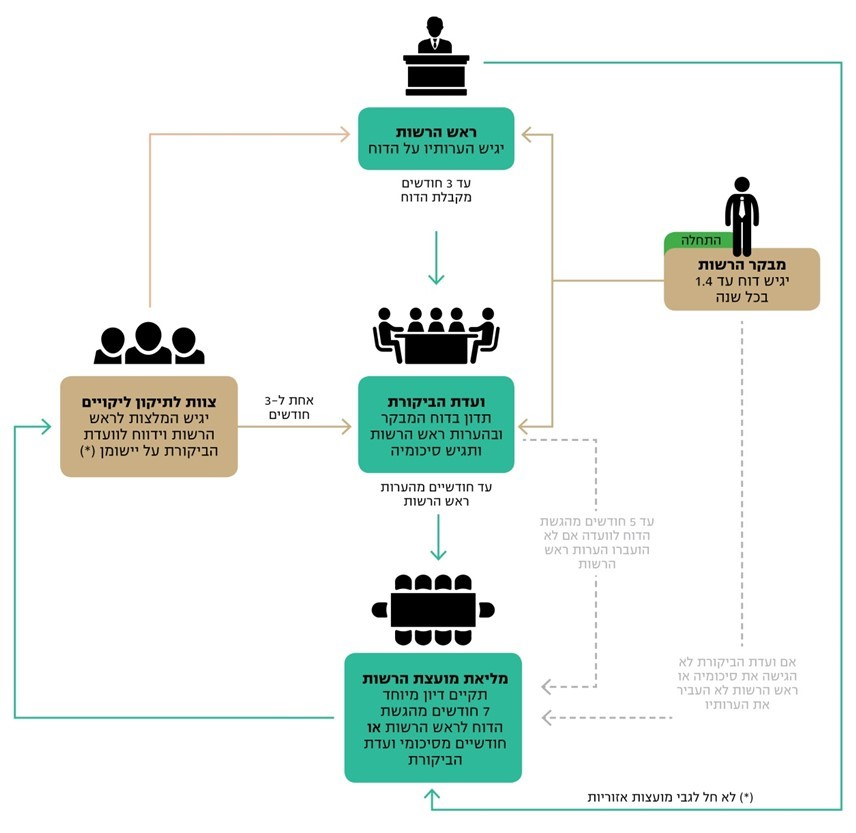 ראש הרשות
יגיש הערותיו על הדוח
עד 3 חודשים
מקבלת הדוח
התחלה
מבקר הרשות
יגיש דוח עד 1.4
בכל שנה
ועדת הביקורת
תדון בדוח המבקר
ובהערות ראש הרשות
ותגיש סיכומיה
אחת ל-3
חודשים
צוות לתיקון ליקויים
יגיש המלצות לראש
הרשות וידווח לוועדת
הביקורת על יישומן (*)
עד חודשיים מהערות
ראש הרשות
עד 5 חודשים מהגשת
הדוח לוועדה אם לא
הועברו הערות ראש
הרשות
אם ועדת הביקורת לא
הגישה את סיכומיה או
ראש הרשות לא העביר
את הערותיו
מליאת מועצת הרשות
תקיים דיון מיוחד
7 חודשים מהגשת
הדוח לראש הרשות או
חודשיים מסיכומי ועדת
הביקורת
(*) לא חל לגבי מועצות אזוריות